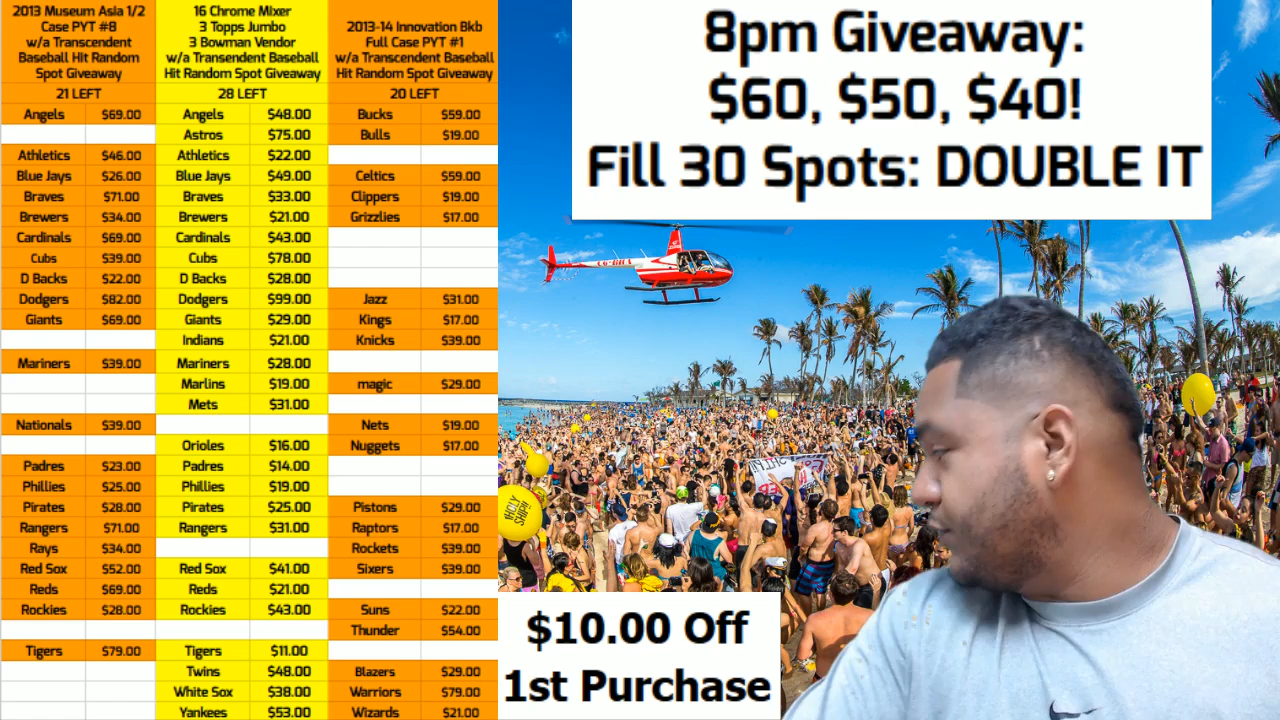 2013 Museum Asia 1/2
Case PYT #8
w/a Transcendent
Baseball Hit Random
Spot Giveaway
21 LEFT
Angels $69.00
Athletics $46.00
Blue Jays $26.00
Braves $71.00
Brewers $34.00
Cardinals $69.00
Cubs $39.00
D Backs $22.00
Dodgers $82.00
Giants $69.00
Mariners $39.00
Nationals $39.00
Padres $23.00
Phillies $25.00
Pirates $28.00
Rangers $71.00
Rays $34.00
Red Sox $52.00
Reds $69.00
Rockies $28.00
Tigers $79.00
16 Chrome Mixer
3 Topps Jumbo
3 Bowman Vendor
w/a Transendent Baseball
Hit Random Spot Giveaway
28 LEFT
Angels $48.00
Astros $75.00
Athletics $22.00
Blue Jays $49.00
Braves $33.00
Brewers $21.00
Cardinals $43.00
Cubs $78.00
D Backs $28.00
Dodgers $99.00
Giants $29.00
Indians $21.00
Mariners $28.00
Marlins $19.00
Mets $31.00
Orioles $16.00
Padres $14.00
Phillies $19.00
Pirates $25.00
Rangers $31.00
Red Sox $41.00
Reds $21.00
Rockies $43.00
Tigers $11.00
Twins $48.00
White Sox $38.00
Yankees $53.00
2013-14 Innovation Bkb
Full Case PYT #1
w/a Transcendent Baseball
Hit Random Spot Giveaway
20 LEFT
Bucks $59.00
Bulls $19.00
Celtics $59.00
Clippers $19.00
Grizzlies $17.00
Jazz $31.00
Kings $17.00
Knicks $39.00
magic $29.00
Nets $19.00
Nuggets $17.00
Pistons $29.00
Raptors $17.00
Rockets $39.00
Sixers $39.00
Suns $22.00
Thunder $54.00
Blazers $29.00
Warriors $79.00
Wizards $21.00
8pm Giveaway:
$60, $50, $40!
Fill 30 Spots: DOUBLE IT
#HOLY
SHIP!
$10.00 Off
1st Purchase